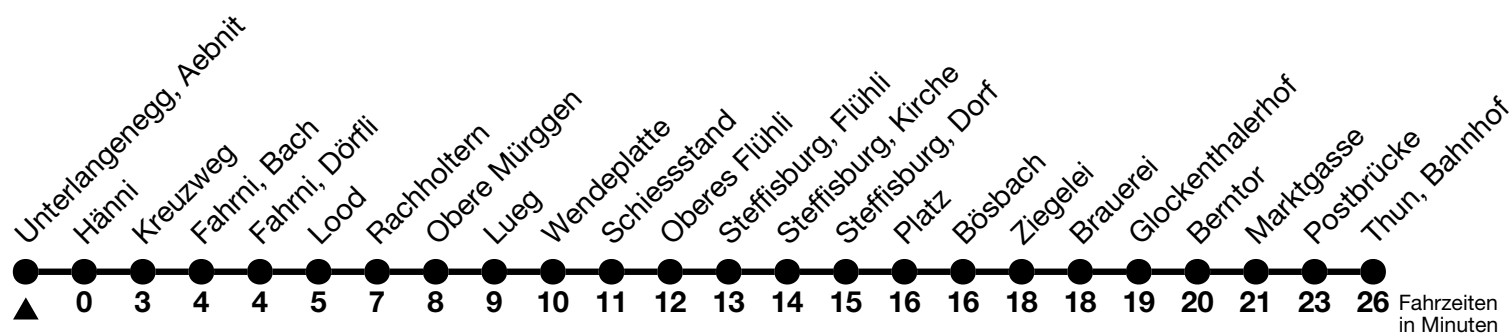 Unterlangenegg, Aebnit
Hänni
Kreuzweg
Fahrni, Bach
Fahrni, Dörfli
Lood
Rachholtern
Obere Mürggen
Lueg
Wendeplatte
Schiessstand
Oberes Flühli
Steffisburg, Flühli
Steffisburg, Kirche
Steffisburg, Dorf
Platz
Bösbach
Ziegelei
Brauerei
Glockenthalerhof
Berntor
Marktgasse
Postbrücke
Thun, Bahnhof
0 3 4 4 5 7 8 9 10 11 12 13 14 15 16 16 18 18 19 20 21 23 26 Fahrzeiten
in Minuten